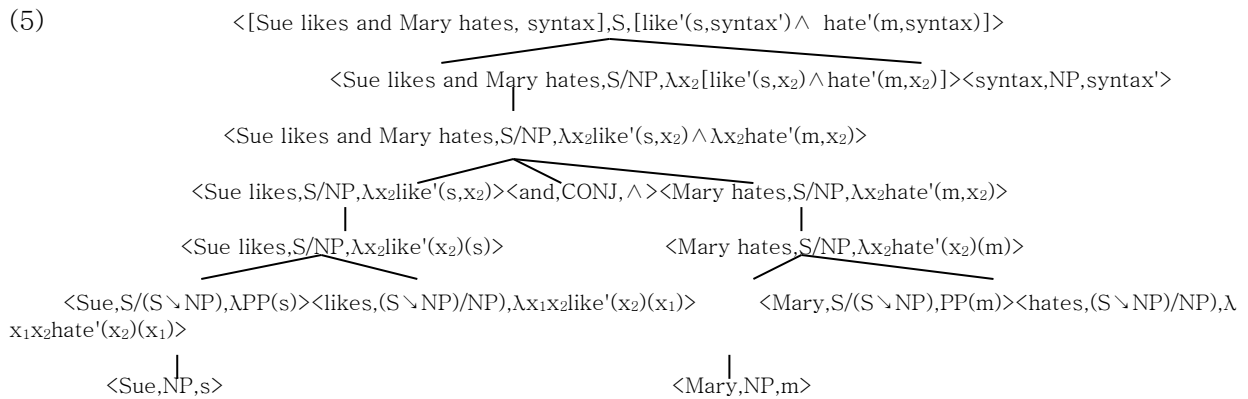 (5) <[Sue likes and Mary hates, syntax],S,[like'(s,syntax')∧ hate'(m,syntax)]>
<Sue likes and Mary hates,S/NP,λx₂[like'(s,x₂)∧hate'(m,x₂)]><syntax,NP,syntax'>
<Sue likes and Mary hates,S/NP,λx₂like'(s,x₂)∧λx₂hate'(m,x₂)>
<Sue likes,S/NP,λx₂like'(s,x₂)><and,CONJ,∧><Mary hates,S/NP,λx₂hate'(m,x₂)>
<Sue likes,S/NP,λx₂like'(x₂)(s)> <Mary hates,S/NP,λx₂hate'(x₂)(m)>
<Sue,S/(S↘NP),λPP(s)><likes,(S↘NP)/NP),λx₁x₂like'(x₂)(x₁)> <Mary,S/(S↘NP),PP(m)><hates,(S↘NP)/NP),λ
x₁x₂hate'(x₂)(x₁)>
<Sue,NP,s> <Mary,NP,m>